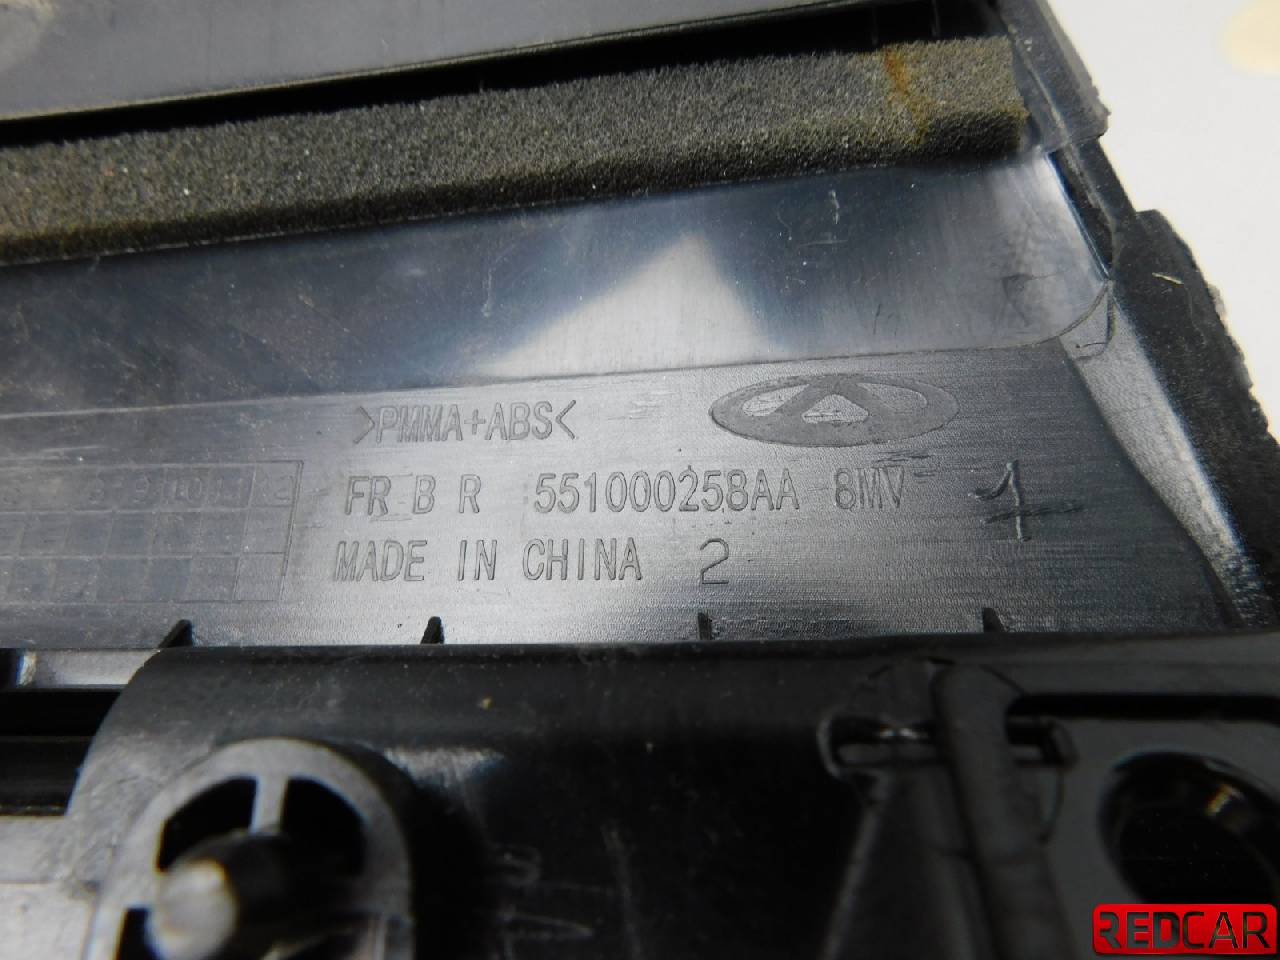 >PMMA+ABS<
FR B R 551000258AA 8MV 1
MADE IN CHINA 2
REDCAR